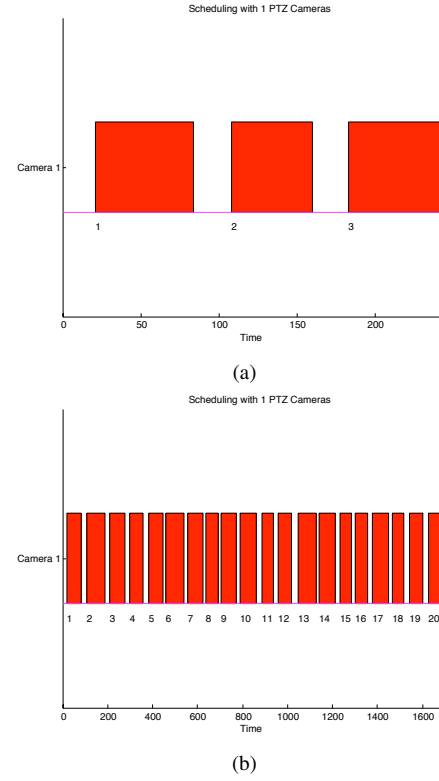 Scheduling with 1 PTZ Cameras
Camera 1
1 2 3
0 50 100 150 200
Time
(a)
Scheduling with 1 PTZ Cameras
Camera 1
1 2 3 4 5 6 7 8 9 10 11 12 13 14 15 16 17 18 19 20
0 200 400 600 800 1000 1200 1400 1600
Time
(b)